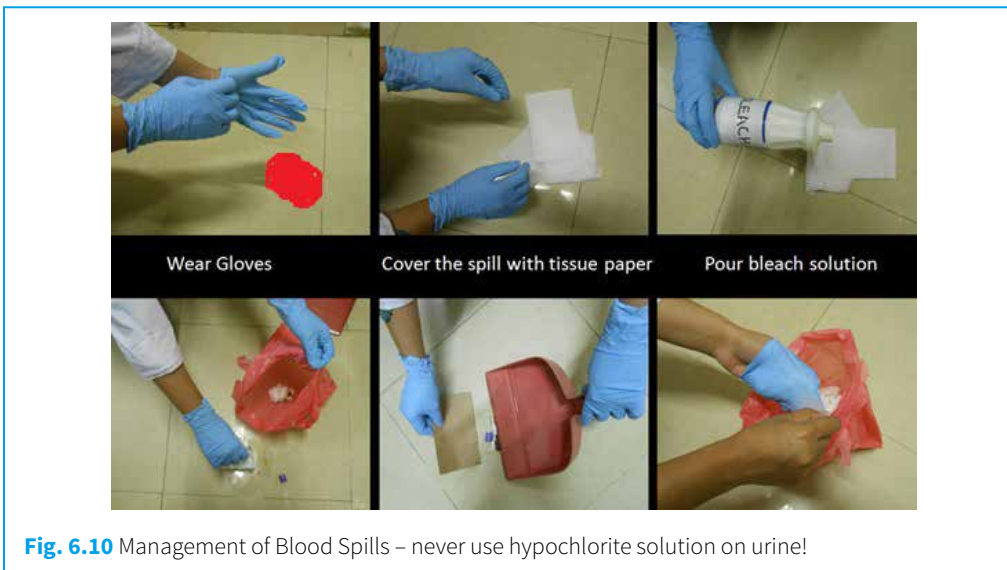 LEACH
Wear Gloves
Cover the spill with tissue paper
Pour bleach solution
Fig. 6.10 Management of Blood Spills – never use hypochlorite solution on urine!